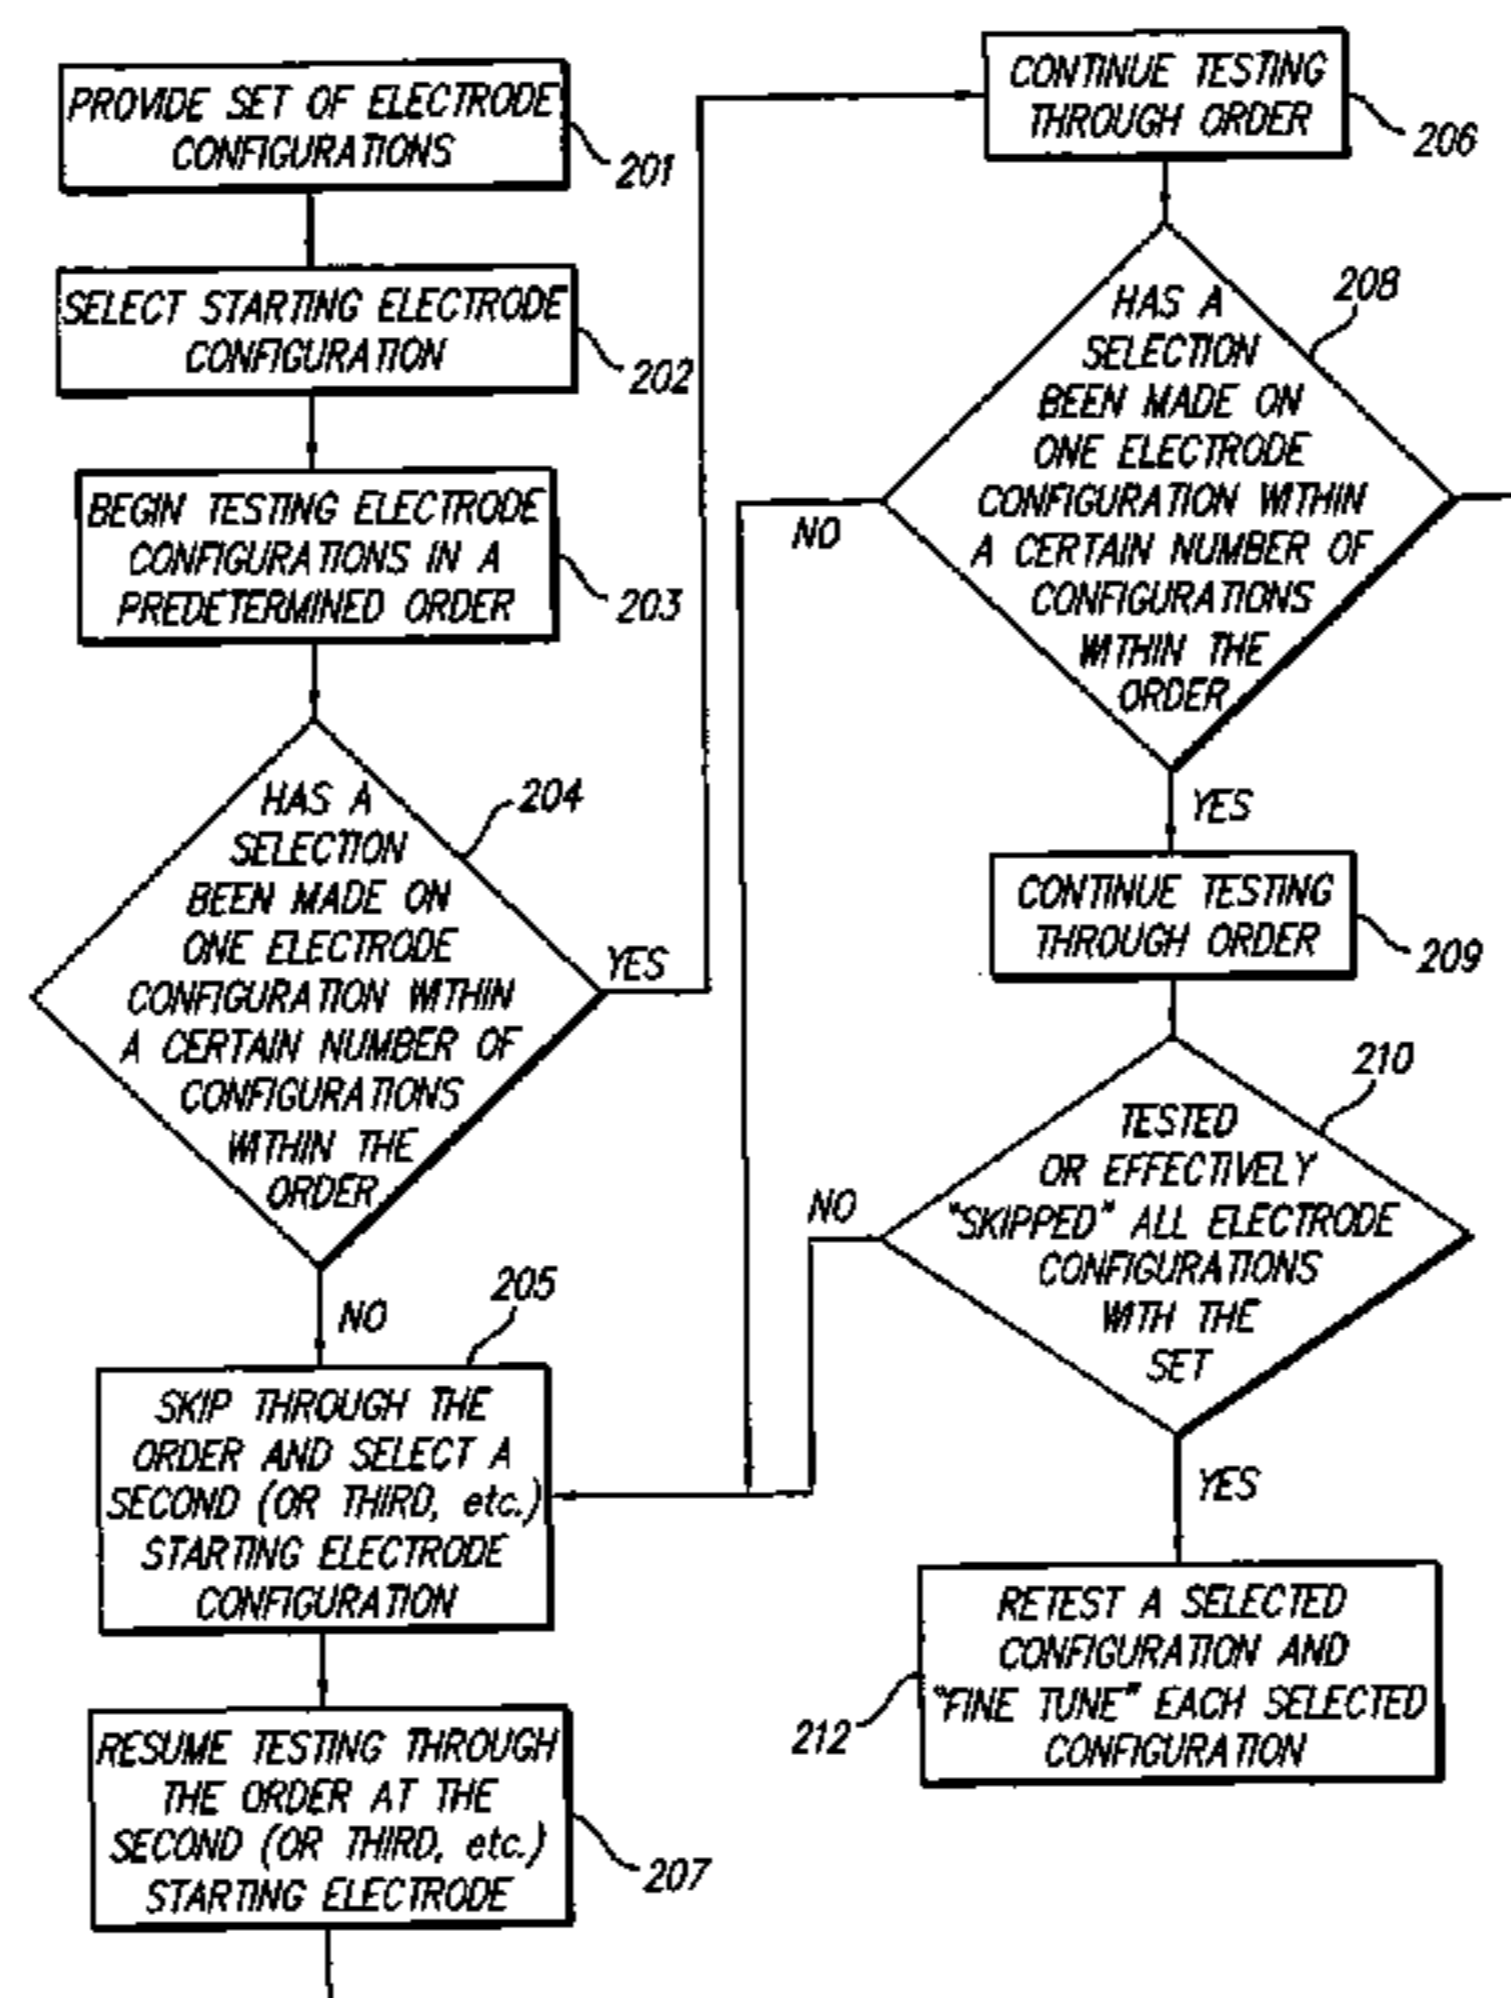 PROVIDE SET OF ELECTRODE
CONFIGURATIONS
201
SELECT STARTING ELECTRODE
CONFIGURATION
202
BEGIN TESTING ELECTRODE
CONFIGURATIONS IN A
PREDETERMINED ORDER
203
HAS A
SELECTION
BEEN MADE ON
ONE ELECTRODE
CONFIGURATION WITHIN
A CERTAIN NUMBER OF
CONFIGURATIONS
WITHIN THE
ORDER
204
YES
NO
205
SKIP THROUGH THE
ORDER AND SELECT A
SECOND (OR THIRD, etc.)
STARTING ELECTRODE
CONFIGURATION
RESUME TESTING THROUGH
THE ORDER AT THE
SECOND (OR THIRD, etc.)
STARTING ELECTRODE
207
CONTINUE TESTING
THROUGH ORDER
206
HAS A
SELECTION
BEEN MADE ON
ONE ELECTRODE
CONFIGURATION WITHIN
A CERTAIN NUMBER OF
CONFIGURATIONS
WITHIN THE
ORDER
208
NO
YES
CONTINUE TESTING
THROUGH ORDER
209
TESTED
OR EFFECTIVELY
"SKIPPED" ALL ELECTRODE
CONFIGURATIONS
WITH THE
SET
210
NO
YES
RETEST A SELECTED
CONFIGURATION AND
"FINE TUNE" EACH SELECTED
CONFIGURATION
212